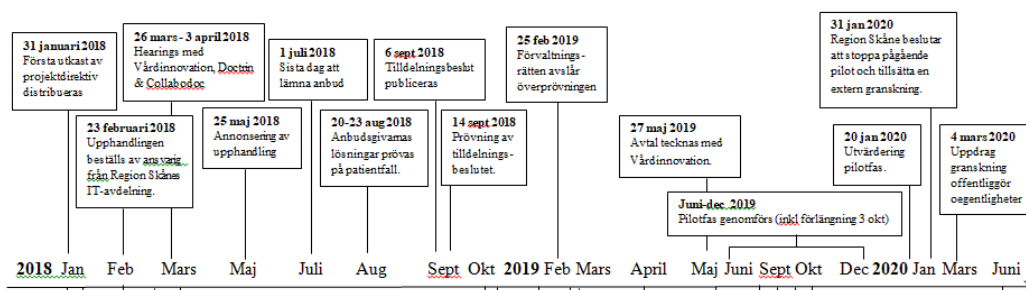 31 januari 2018
Första utkast av
projektdirektiv
distribueras
23 februari 2018
Upphandlingen
beställs av ansvarig
från Region Skånes
IT-avdelning.
26 mars - 3 april 2018
Hearings med
Vårdinnovation, Doctrin
& Collabodoc
25 maj 2018
Annonsering av
upphandling
1 juli 2018
Sista dag att
lämna anbud
20-23 aug 2018
Anbudsgivarnas
lösningar prövas
på patientfall.
6 sept 2018
Tilldelningsbeslut
publiceras
14 sept 2018
Prövning av
tilldelnings-
beslutet.
25 feb 2019
Förvaltnings-
rätten avslår
överprövningen
27 maj 2019
Avtal tecknas med
Vårdinnovation.
Juni-dec 2019
Pilotfas genomförs (inkl förlängning 3 okt)
31 jan 2020
Region Skåne beslutar
att stoppa pågående
pilot och tillsätta en
extern granskning.
20 jan 2020
Utvärdering
pilotfas.
4 mars 2020
Uppdrag
granskning
offentliggör
oegentligheter
2018 Jan Feb Mars Maj Juli Aug Sept Okt 2019 Feb Mars April Maj Juni Sept Okt Dec 2020 Jan Mars Juni